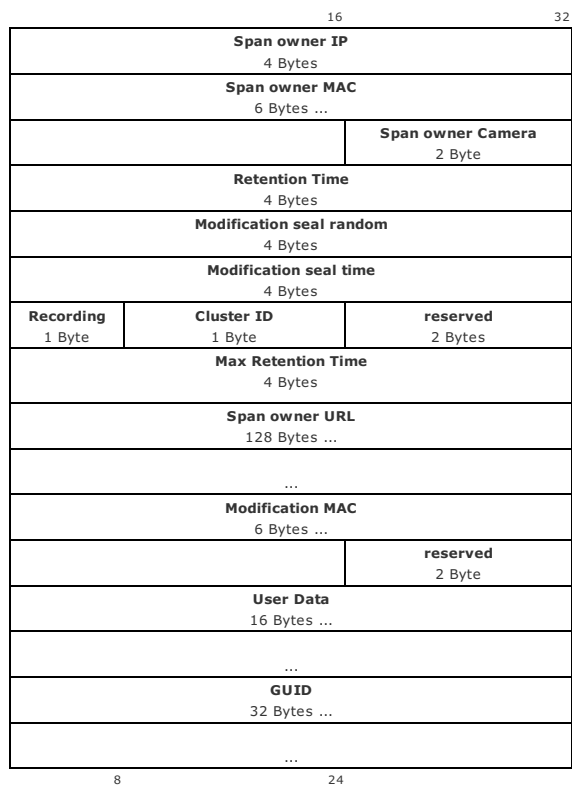 16 32
Span owner IP
4 Bytes
Span owner MAC
6 Bytes ...
Span owner Camera
2 Byte
Retention Time
4 Bytes
Modification seal random
4 Bytes
Modification seal time
4 Bytes
Recording Cluster ID reserved
1 Byte 1 Byte 2 Bytes
Max Retention Time
4 Bytes
Span owner URL
128 Bytes ...
...
Modification MAC
6 Bytes ...
reserved
2 Byte
User Data
16 Bytes ...
...
GUID
32 Bytes ...
...
8 24